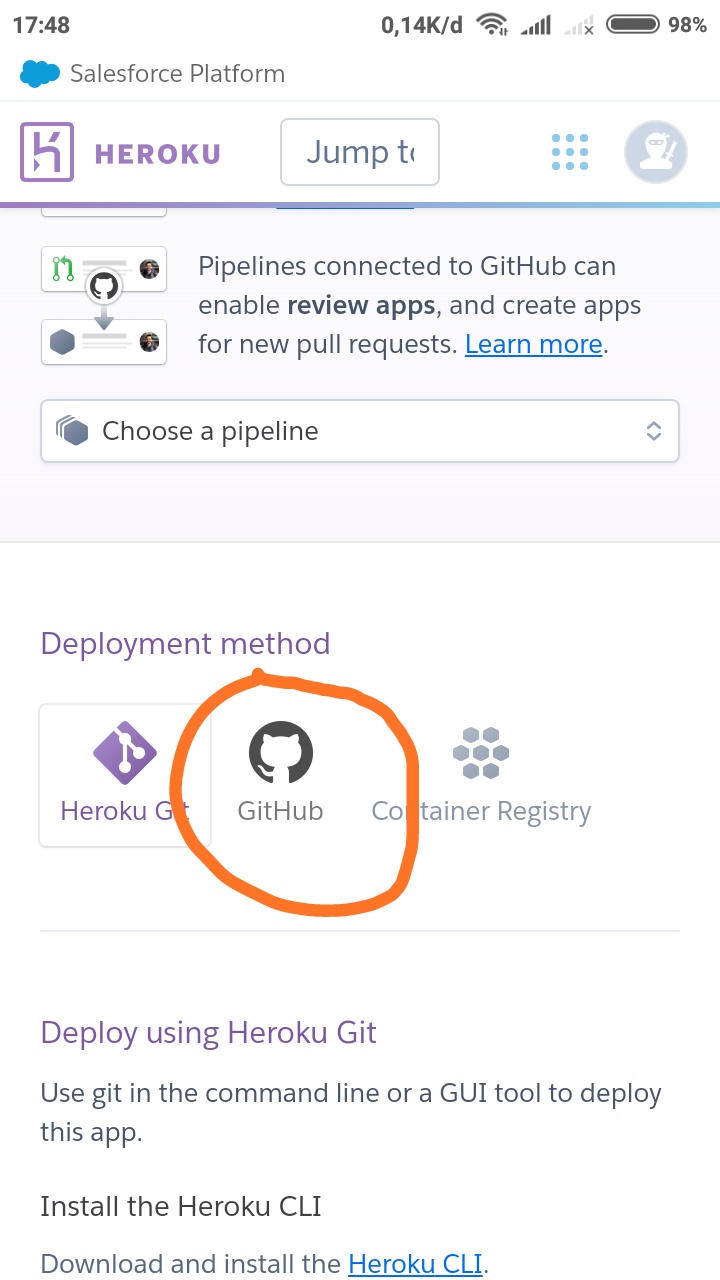 17:48 0,14K/d 98%
Salesforce Platform
HEROKU Jump to
Pipelines connected to GitHub can
enable review apps, and create apps
for new pull requests. Learn more.
Choose a pipeline
Deployment method
Heroku Git GitHub Container Registry
Deploy using Heroku Git
Use git in the command line or a GUI tool to deploy
this app.
Install the Heroku CLI
Download and install the Heroku CLI.